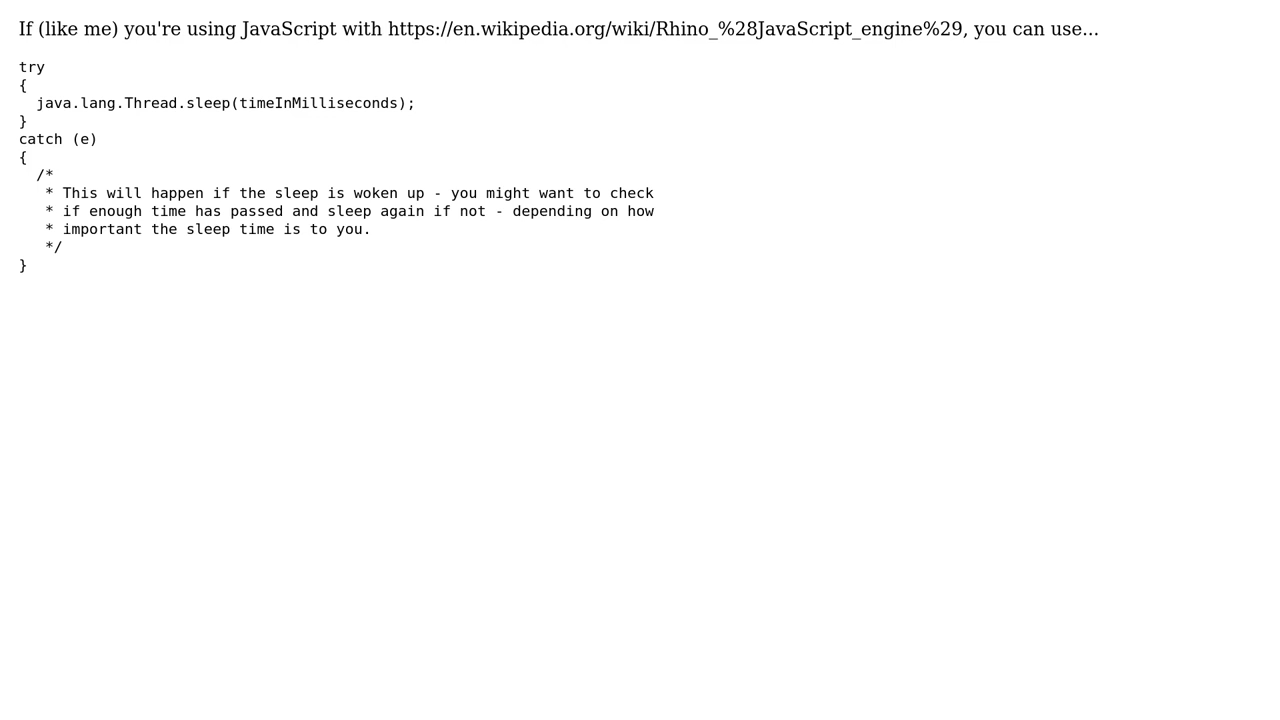 If (like me) you're using JavaScript with https://en.wikipedia.org/wiki/Rhino_%28JavaScript_engine%29, you can use...
try
{
  java.lang.Thread.sleep(timeInMilliseconds);
}
catch (e)
{
  /*
   * This will happen if the sleep is woken up - you might want to check
   * if enough time has passed and sleep again if not - depending on how
   * important the sleep time is to you.
   */
}